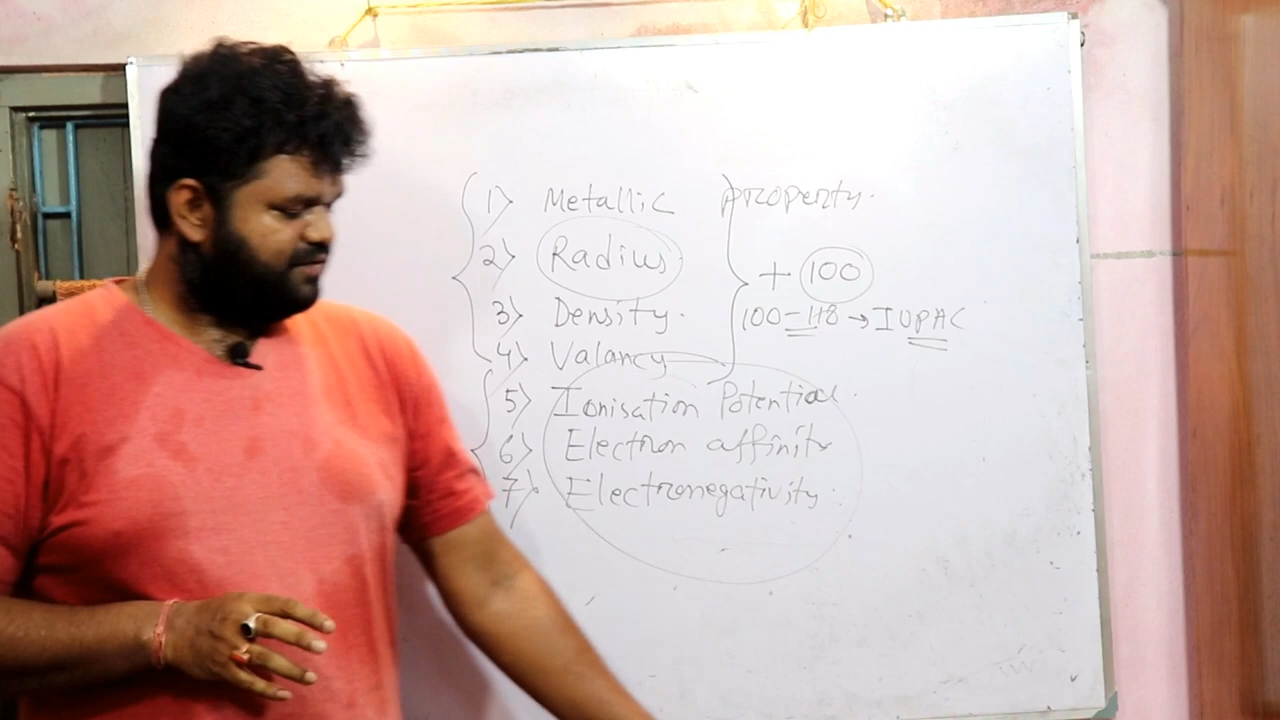 1> Metallic property.
2> Radius
+ 100
3> Density.
100-118 → IUPAC
4> Valancy
5> Ionisation Potential.
6> Electron affinity
7> Electronegativity.